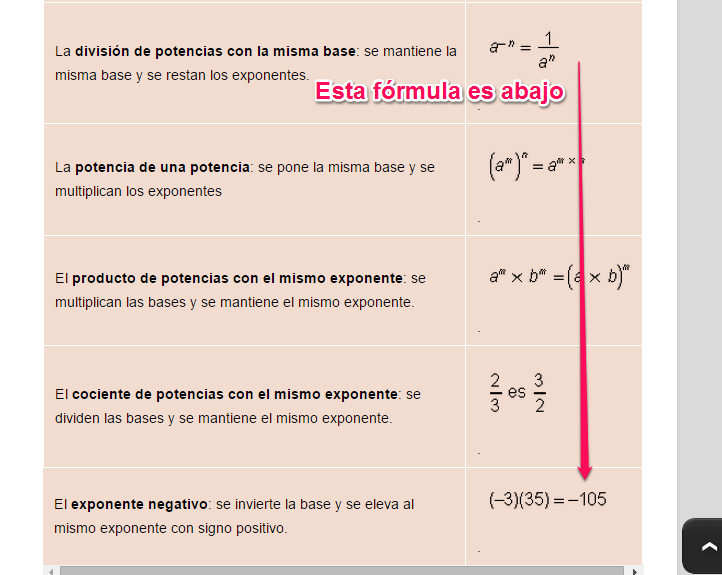 La división de potencias con la misma base: se mantiene la
misma base y se restan los exponentes.
a⁻ⁿ = 1/aⁿ
.
Esta fórmula es abajo
La potencia de una potencia: se pone la misma base y se
multiplican los exponentes
(aᵐ)ⁿ = aᵐ ×
.
El producto de potencias con el mismo exponente: se
multiplican las bases y se mantiene el mismo exponente.
aᵐ × bᵐ = (a × b)ᵐ
.
El cociente de potencias con el mismo exponente: se
dividen las bases y se mantiene el mismo exponente.
2/3 es 3/2
.
El exponente negativo: se invierte la base y se eleva al
mismo exponente con signo positivo.
(−3)(35) = −105
.